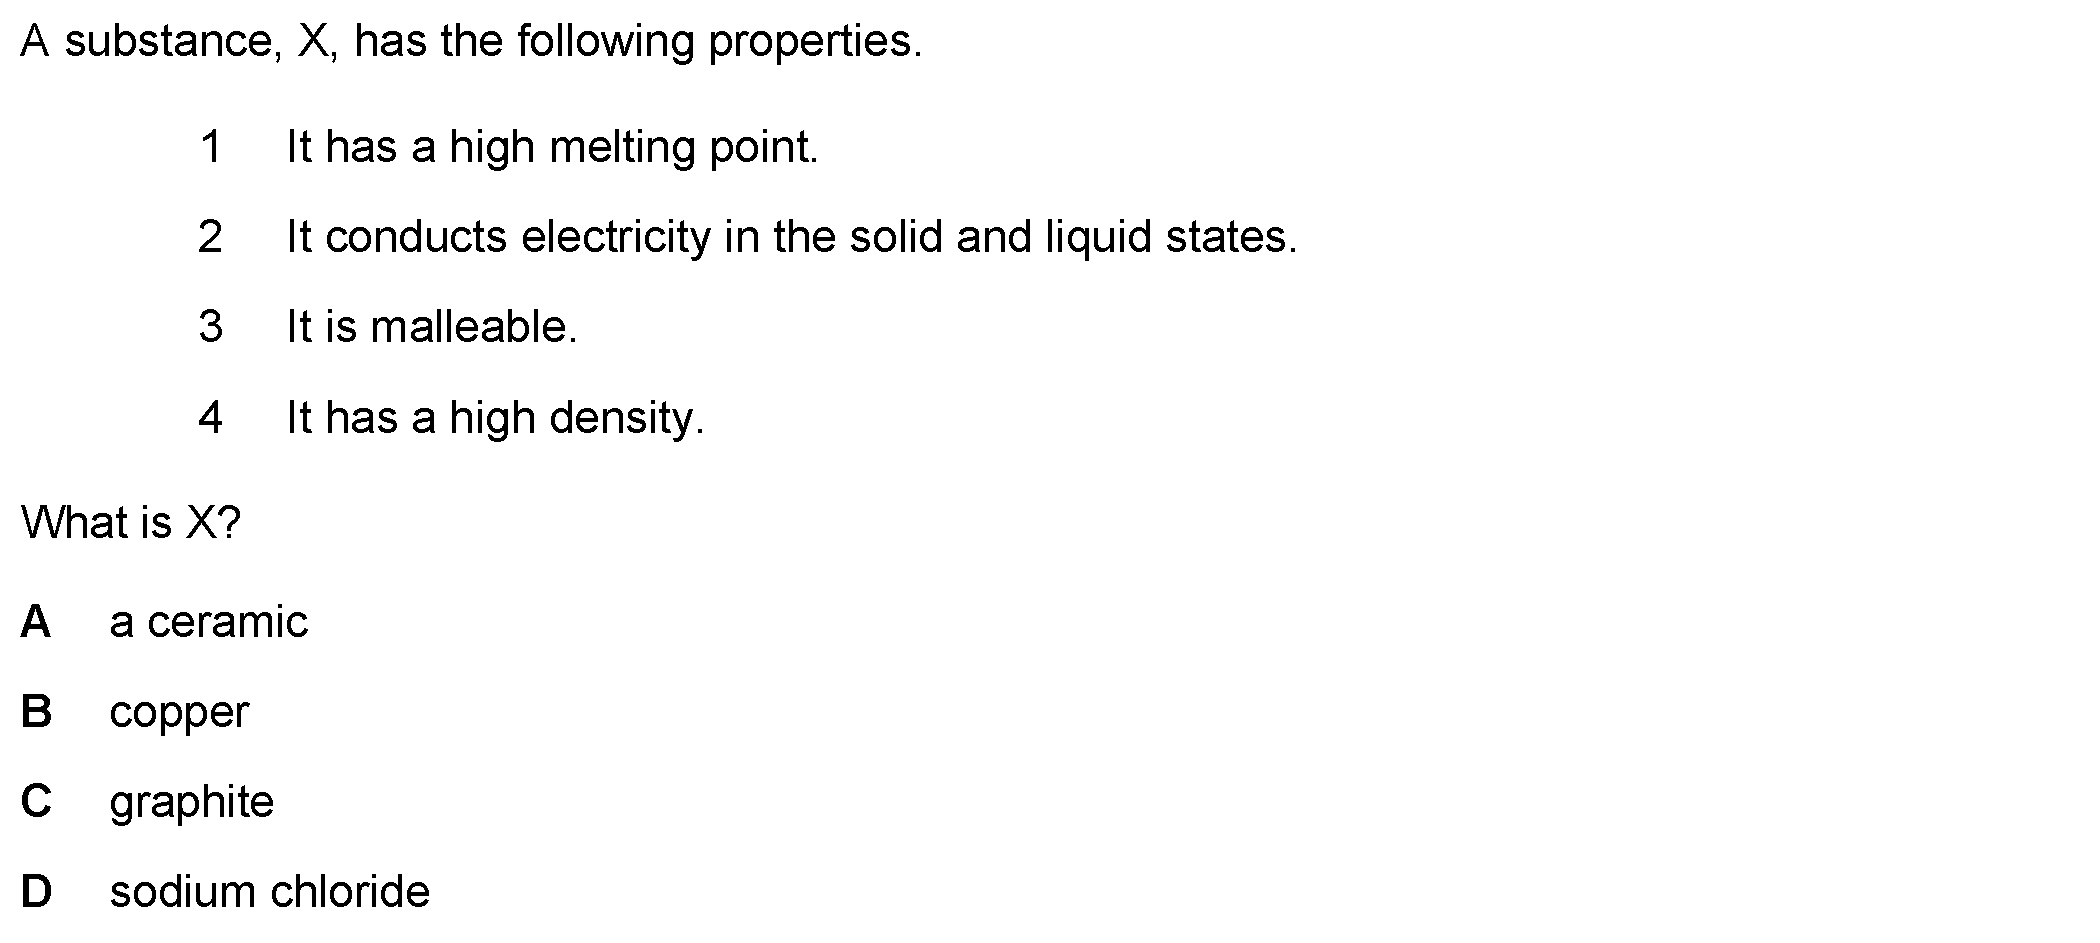 A substance, X, has the following properties.
1 It has a high melting point.
2 It conducts electricity in the solid and liquid states.
3 It is malleable.
4 It has a high density.
What is X?
A a ceramic
B copper
C graphite
D sodium chloride